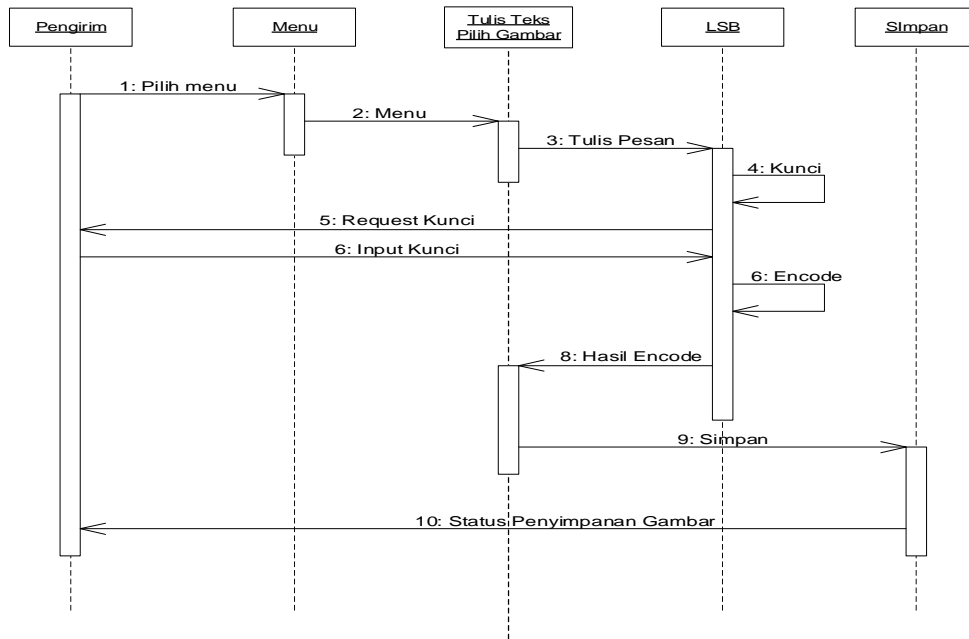 Pengirim
Menu
Tulis Teks
Pilih Gambar
LSB
SImpan
1: Pilih menu
2: Menu
3: Tulis Pesan
4: Kunci
5: Request Kunci
6: Input Kunci
6: Encode
8: Hasil Encode
9: Simpan
10: Status Penyimpanan Gambar